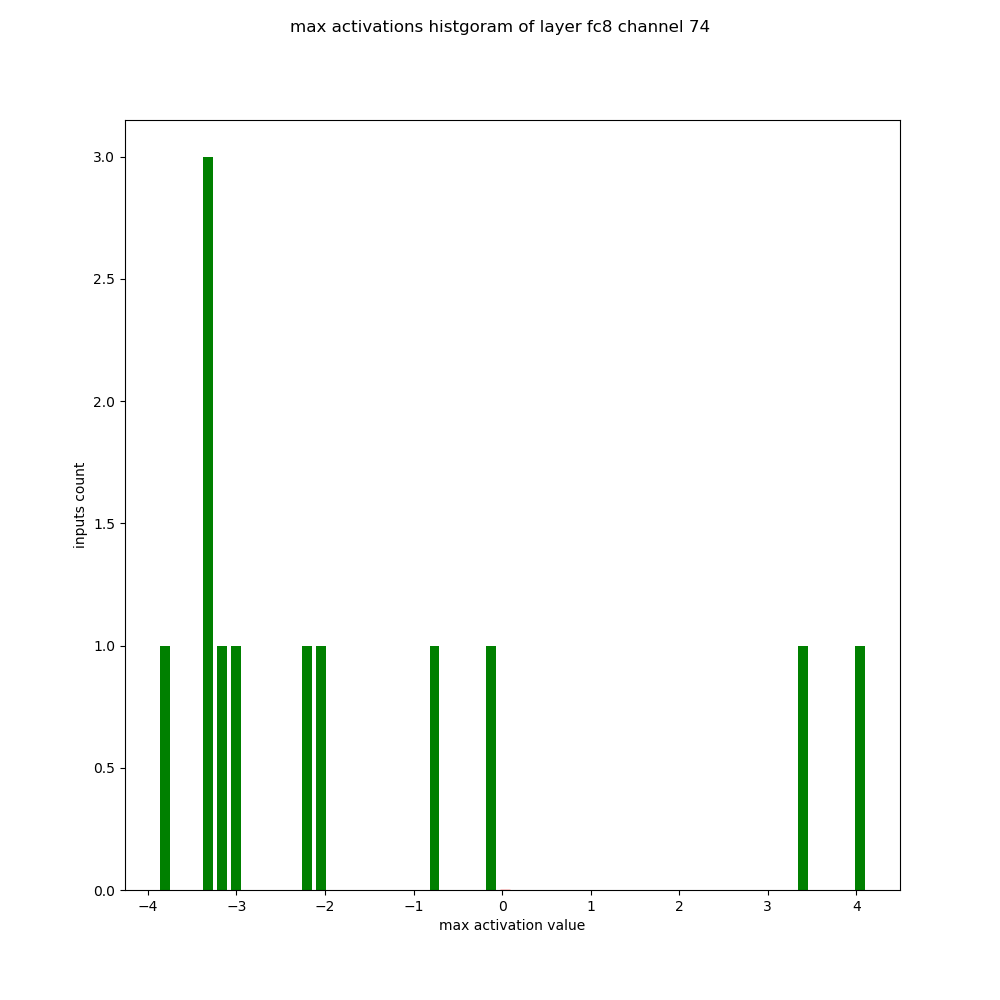 max activations histgoram of layer fc8 channel 74
3.0
2.5
2.0
1.5
1.0
0.5
0.0
inputs count
−4 −3 −2 −1 0 1 2 3 4
max activation value